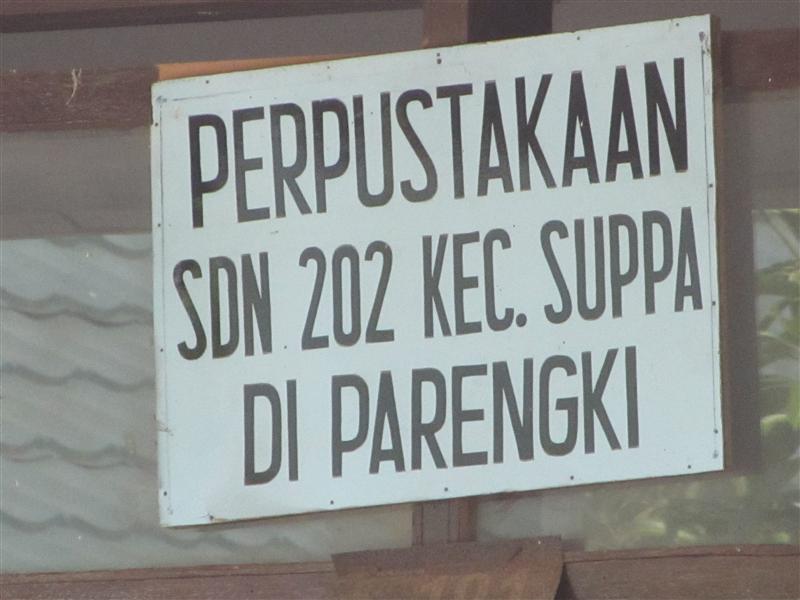 PERPUSTAKAAN
SDN 202 KEC. SUPPA
DI PARENGKI